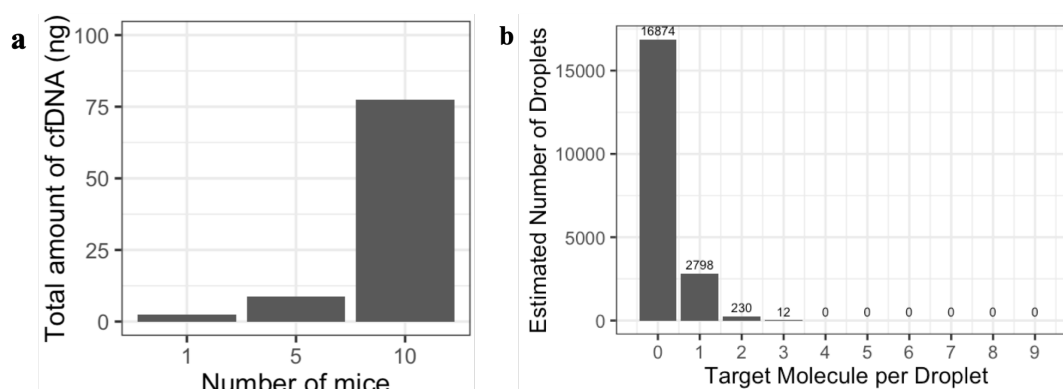 a
Total amount of cfDNA (ng)
100
75
50
25
0
1 5 10
Number of mice
b
Estimated Number of Droplets
15000
10000
5000
0
16874
2798
230
12
0 0 0 0 0 0
0 1 2 3 4 5 6 7 8 9
Target Molecule per Droplet